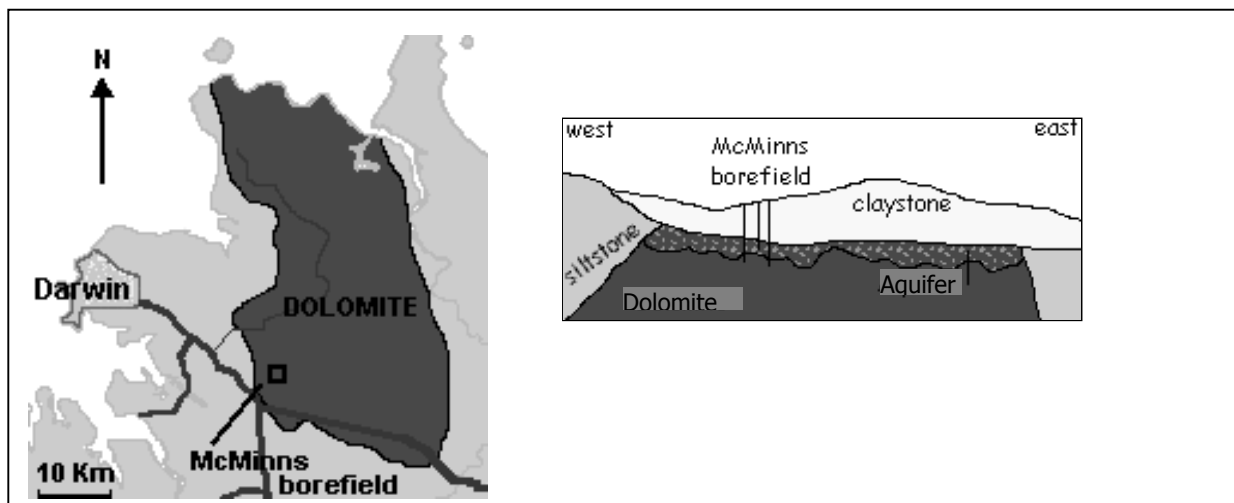 N
Darwin
DOLOMITE
McMinns
borefield
10 Km
west
east
McMinns
borefield
claystone
siltstone
Aquifer
Dolomite